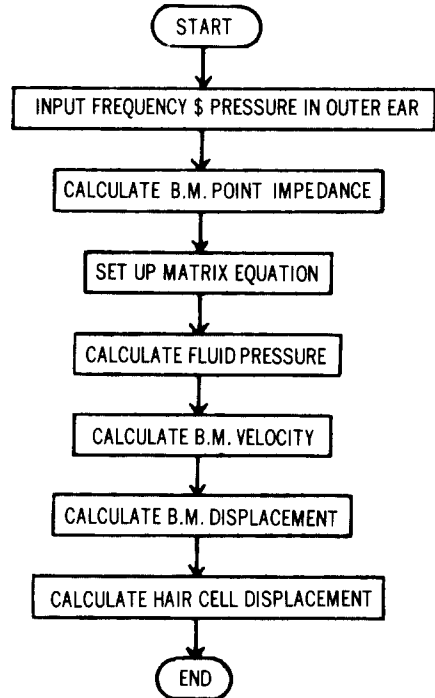 START
INPUT FREQUENCY $ PRESSURE IN OUTER EAR
CALCULATE B.M. POINT IMPEDANCE
SET UP MATRIX EQUATION
CALCULATE FLUID PRESSURE
CALCULATE B.M. VELOCITY
CALCULATE B.M. DISPLACEMENT
CALCULATE HAIR CELL DISPLACEMENT
END